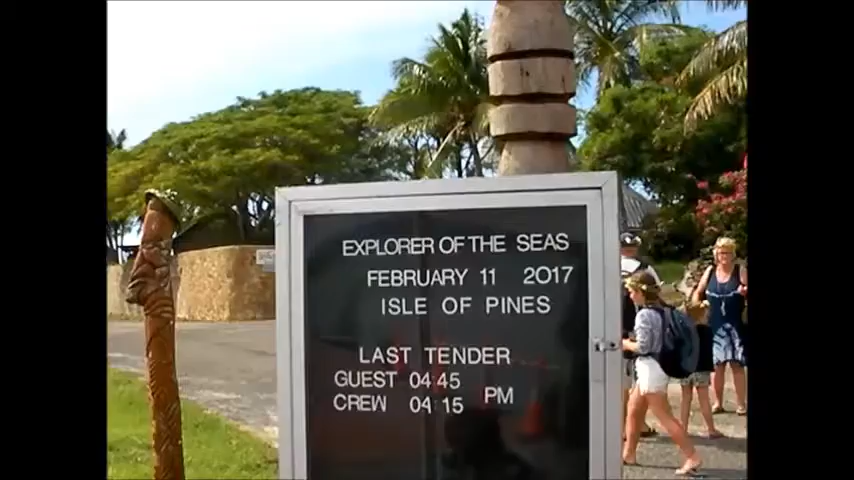 EXPLORER OF THE SEAS
FEBRUARY 11 2017
ISLE OF PINES
LAST TENDER
GUEST 04:45 PM
CREW 04:15